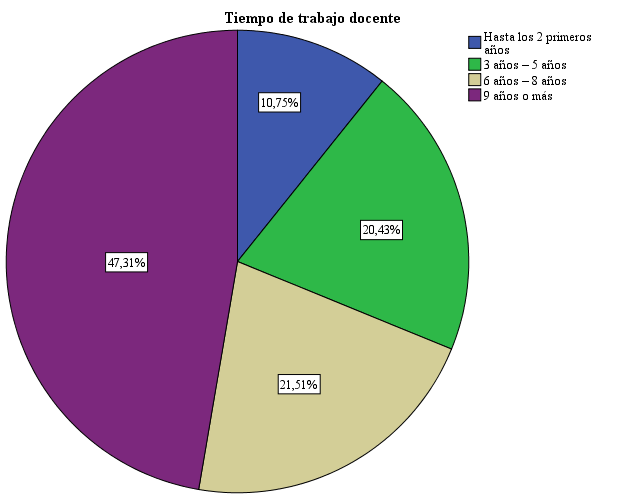 Tiempo de trabajo docente
Hasta los 2 primeros
años
3 años – 5 años
6 años – 8 años
9 años o más
10,75%
20,43%
47,31%
21,51%